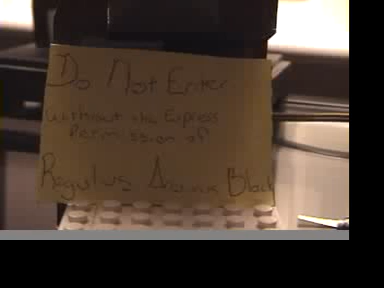 Do Not Enter
without the Express
Permission of
Regulus Arcturus Black